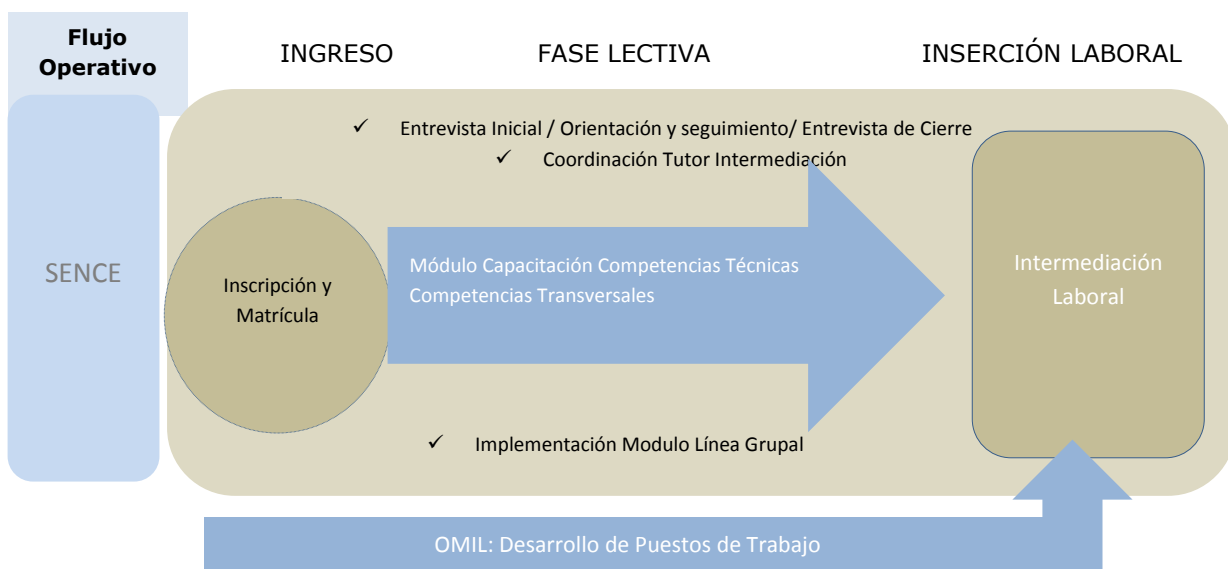 Flujo
Operativo
INGRESO
FASE LECTIVA
INSERCIÓN LABORAL
✓ Entrevista Inicial / Orientación y seguimiento/ Entrevista de Cierre
✓ Coordinación Tutor Intermediación
SENCE
Inscripción y
Matrícula
Módulo Capacitación Competencias Técnicas
Competencias Transversales
Intermediación
Laboral
✓ Implementación Modulo Línea Grupal
OMIL: Desarrollo de Puestos de Trabajo